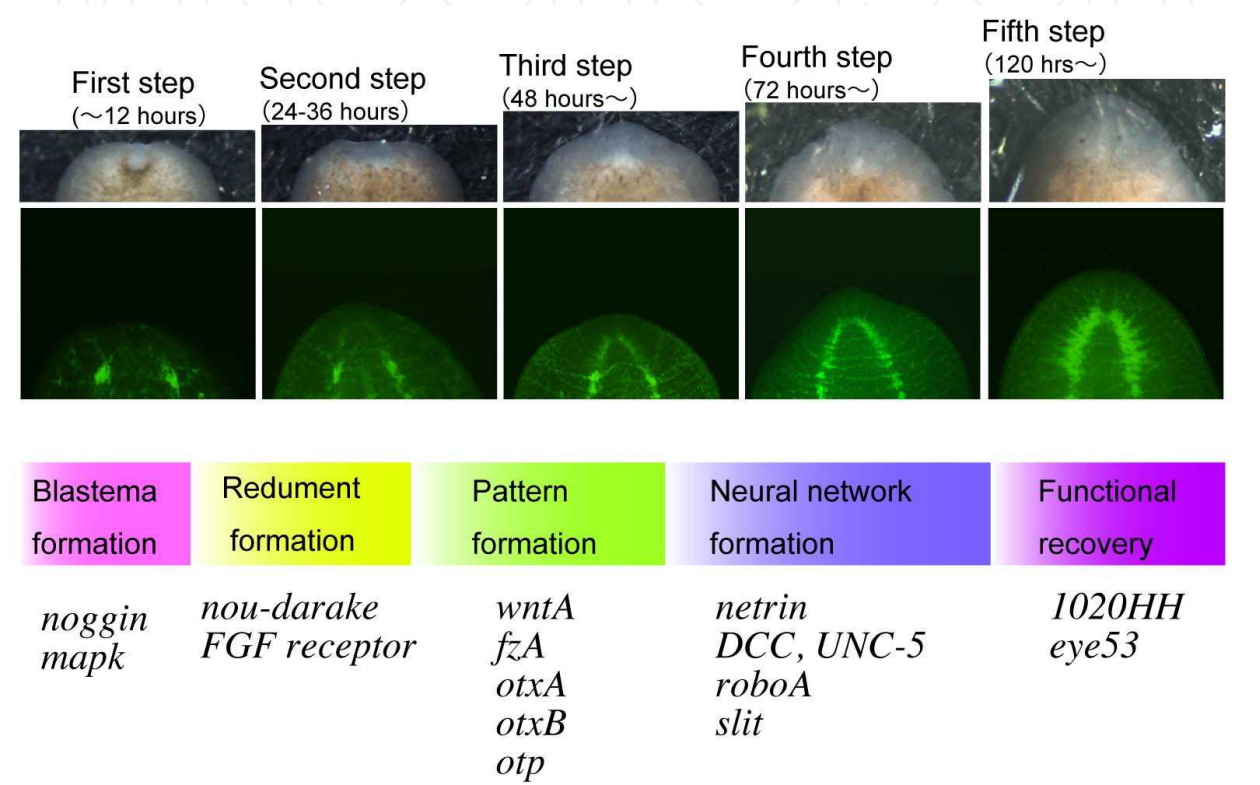 First step
(～12 hours)
Second step
(24-36 hours)
Third step
(48 hours～)
Fourth step
(72 hours～)
Fifth step
(120 hrs～)
Blastema
formation
Redument
formation
Pattern
formation
Neural network
formation
Functional
recovery
noggin
mapk
nou-darake
FGF receptor
wntA
fzA
otxA
otxB
otp
netrin
DCC, UNC-5
roboA
slit
1020HH
eye53